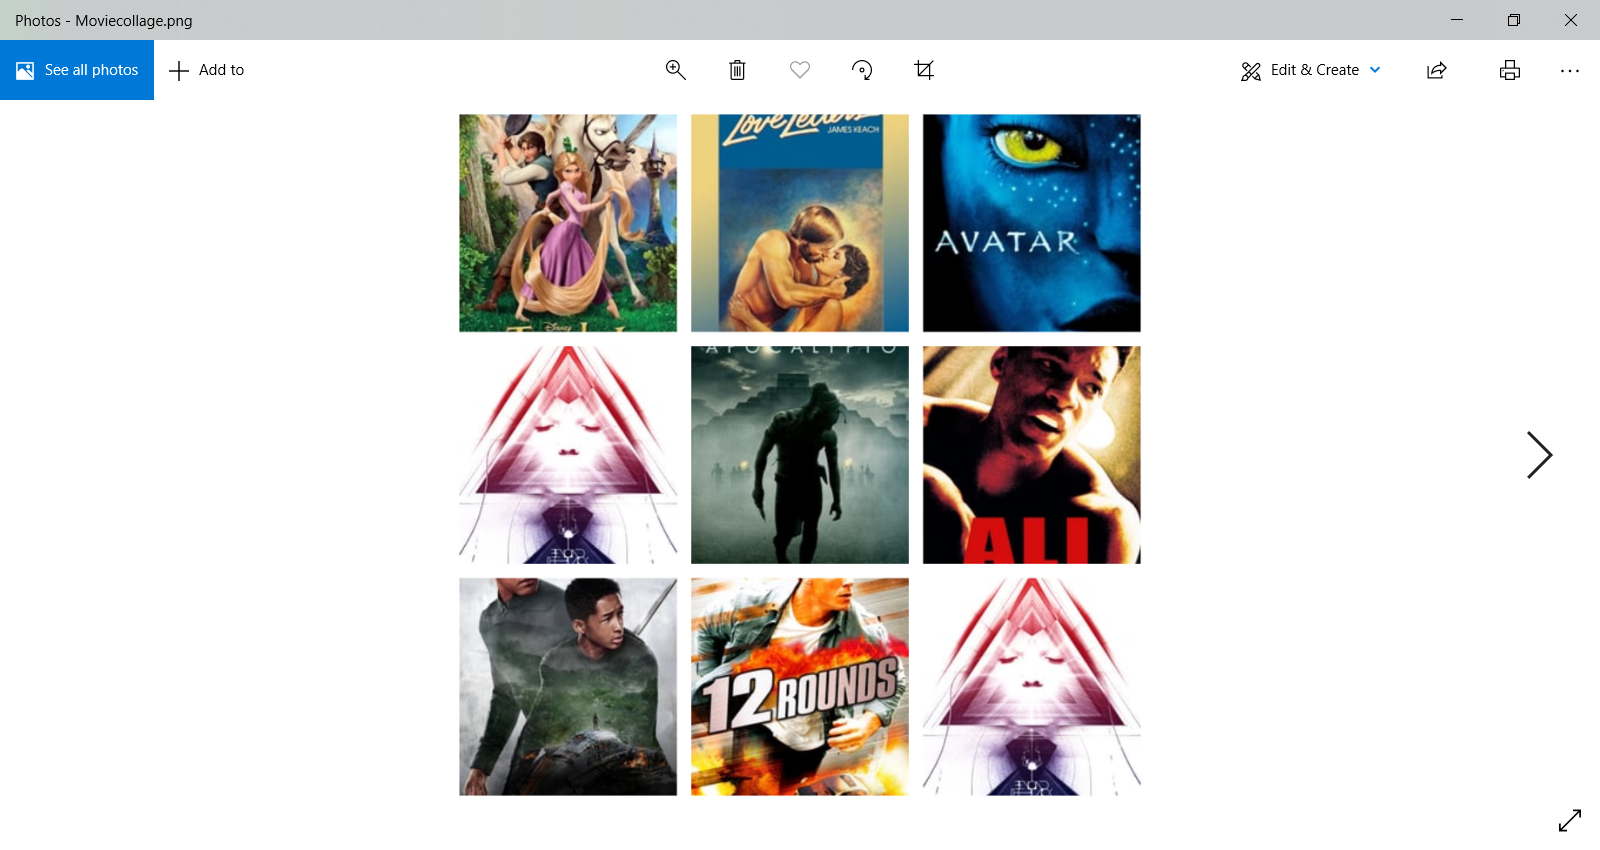 Photos - Moviecollage.png
See all photos
Add to
Edit & Create
Love Letters
JAMES KEACH
AVATAR
Disney
APOCALYPTO
ALI
12 ROUNDS